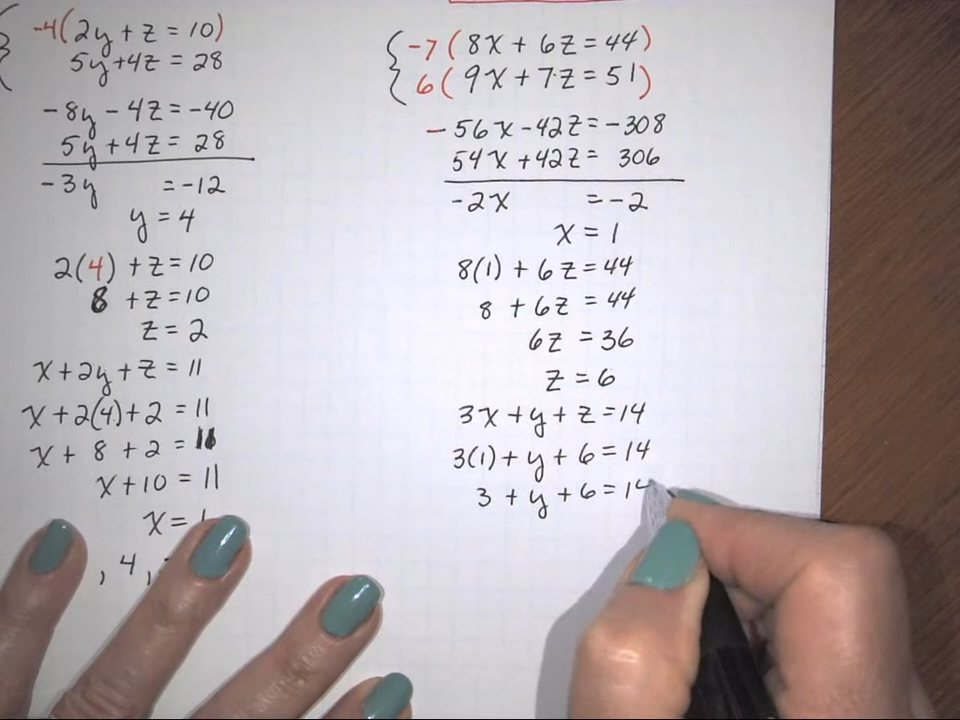 -4(2y + z = 10)
5y + 4z = 28
-8y - 4z = -40
5y + 4z = 28
-3y = -12
y = 4
2(4) + z = 10
8 + z = 10
z = 2
x + 2y + z = 11
x + 2(4) + 2 = 11
x + 8 + 2 = 11
x + 10 = 11
x =
, 4,
-7(8x + 6z = 44)
6(9x + 7z = 51)
-56x - 42z = -308
54x + 42z = 306
-2x = -2
x = 1
8(1) + 6z = 44
8 + 6z = 44
6z = 36
z = 6
3x + y + z = 14
3(1) + y + 6 = 14
3 + y + 6 = 14